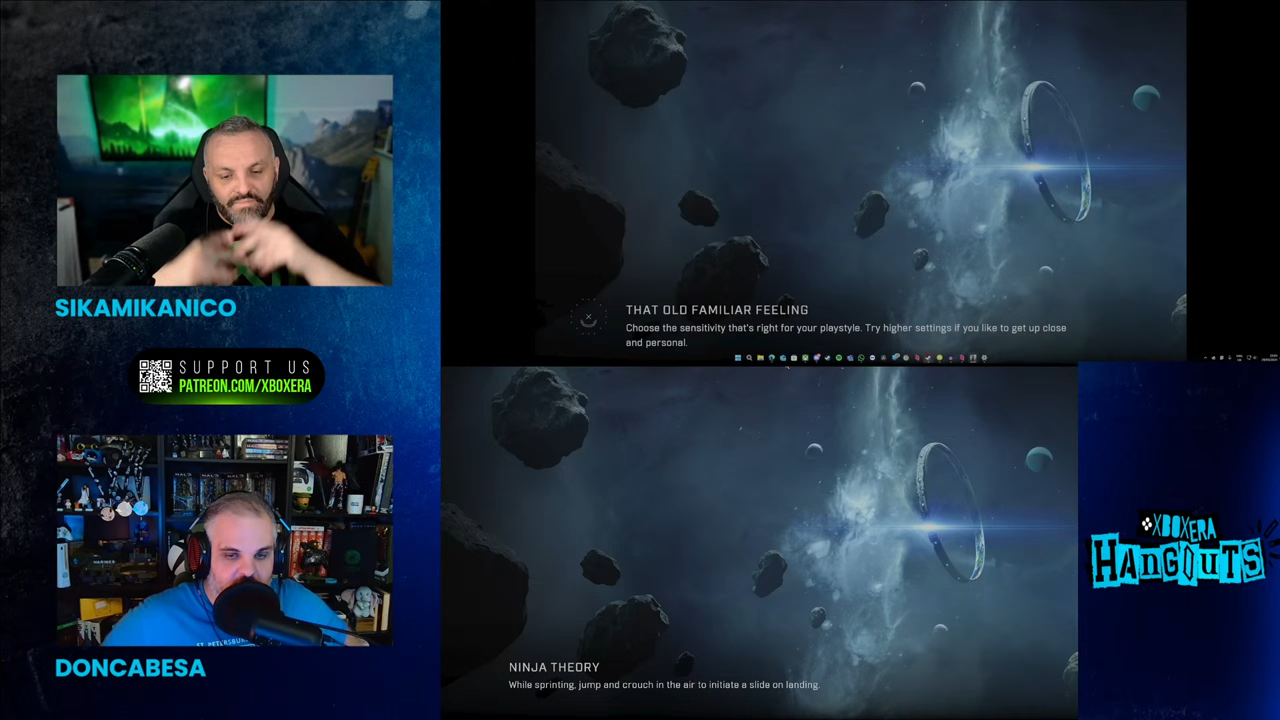 SIKAMIKANICO
SUPPORT US
PATREON.COM/XBOXERA
DONCABESA
THAT OLD FAMILIAR FEELING
Choose the sensitivity that's right for your playstyle. Try higher settings if you like to get up close
and personal.
NINJA THEORY
While sprinting, jump and crouch in the air to initiate a slide on landing.
XBOXERA
HANGOUTS
ST. PETERSBURG